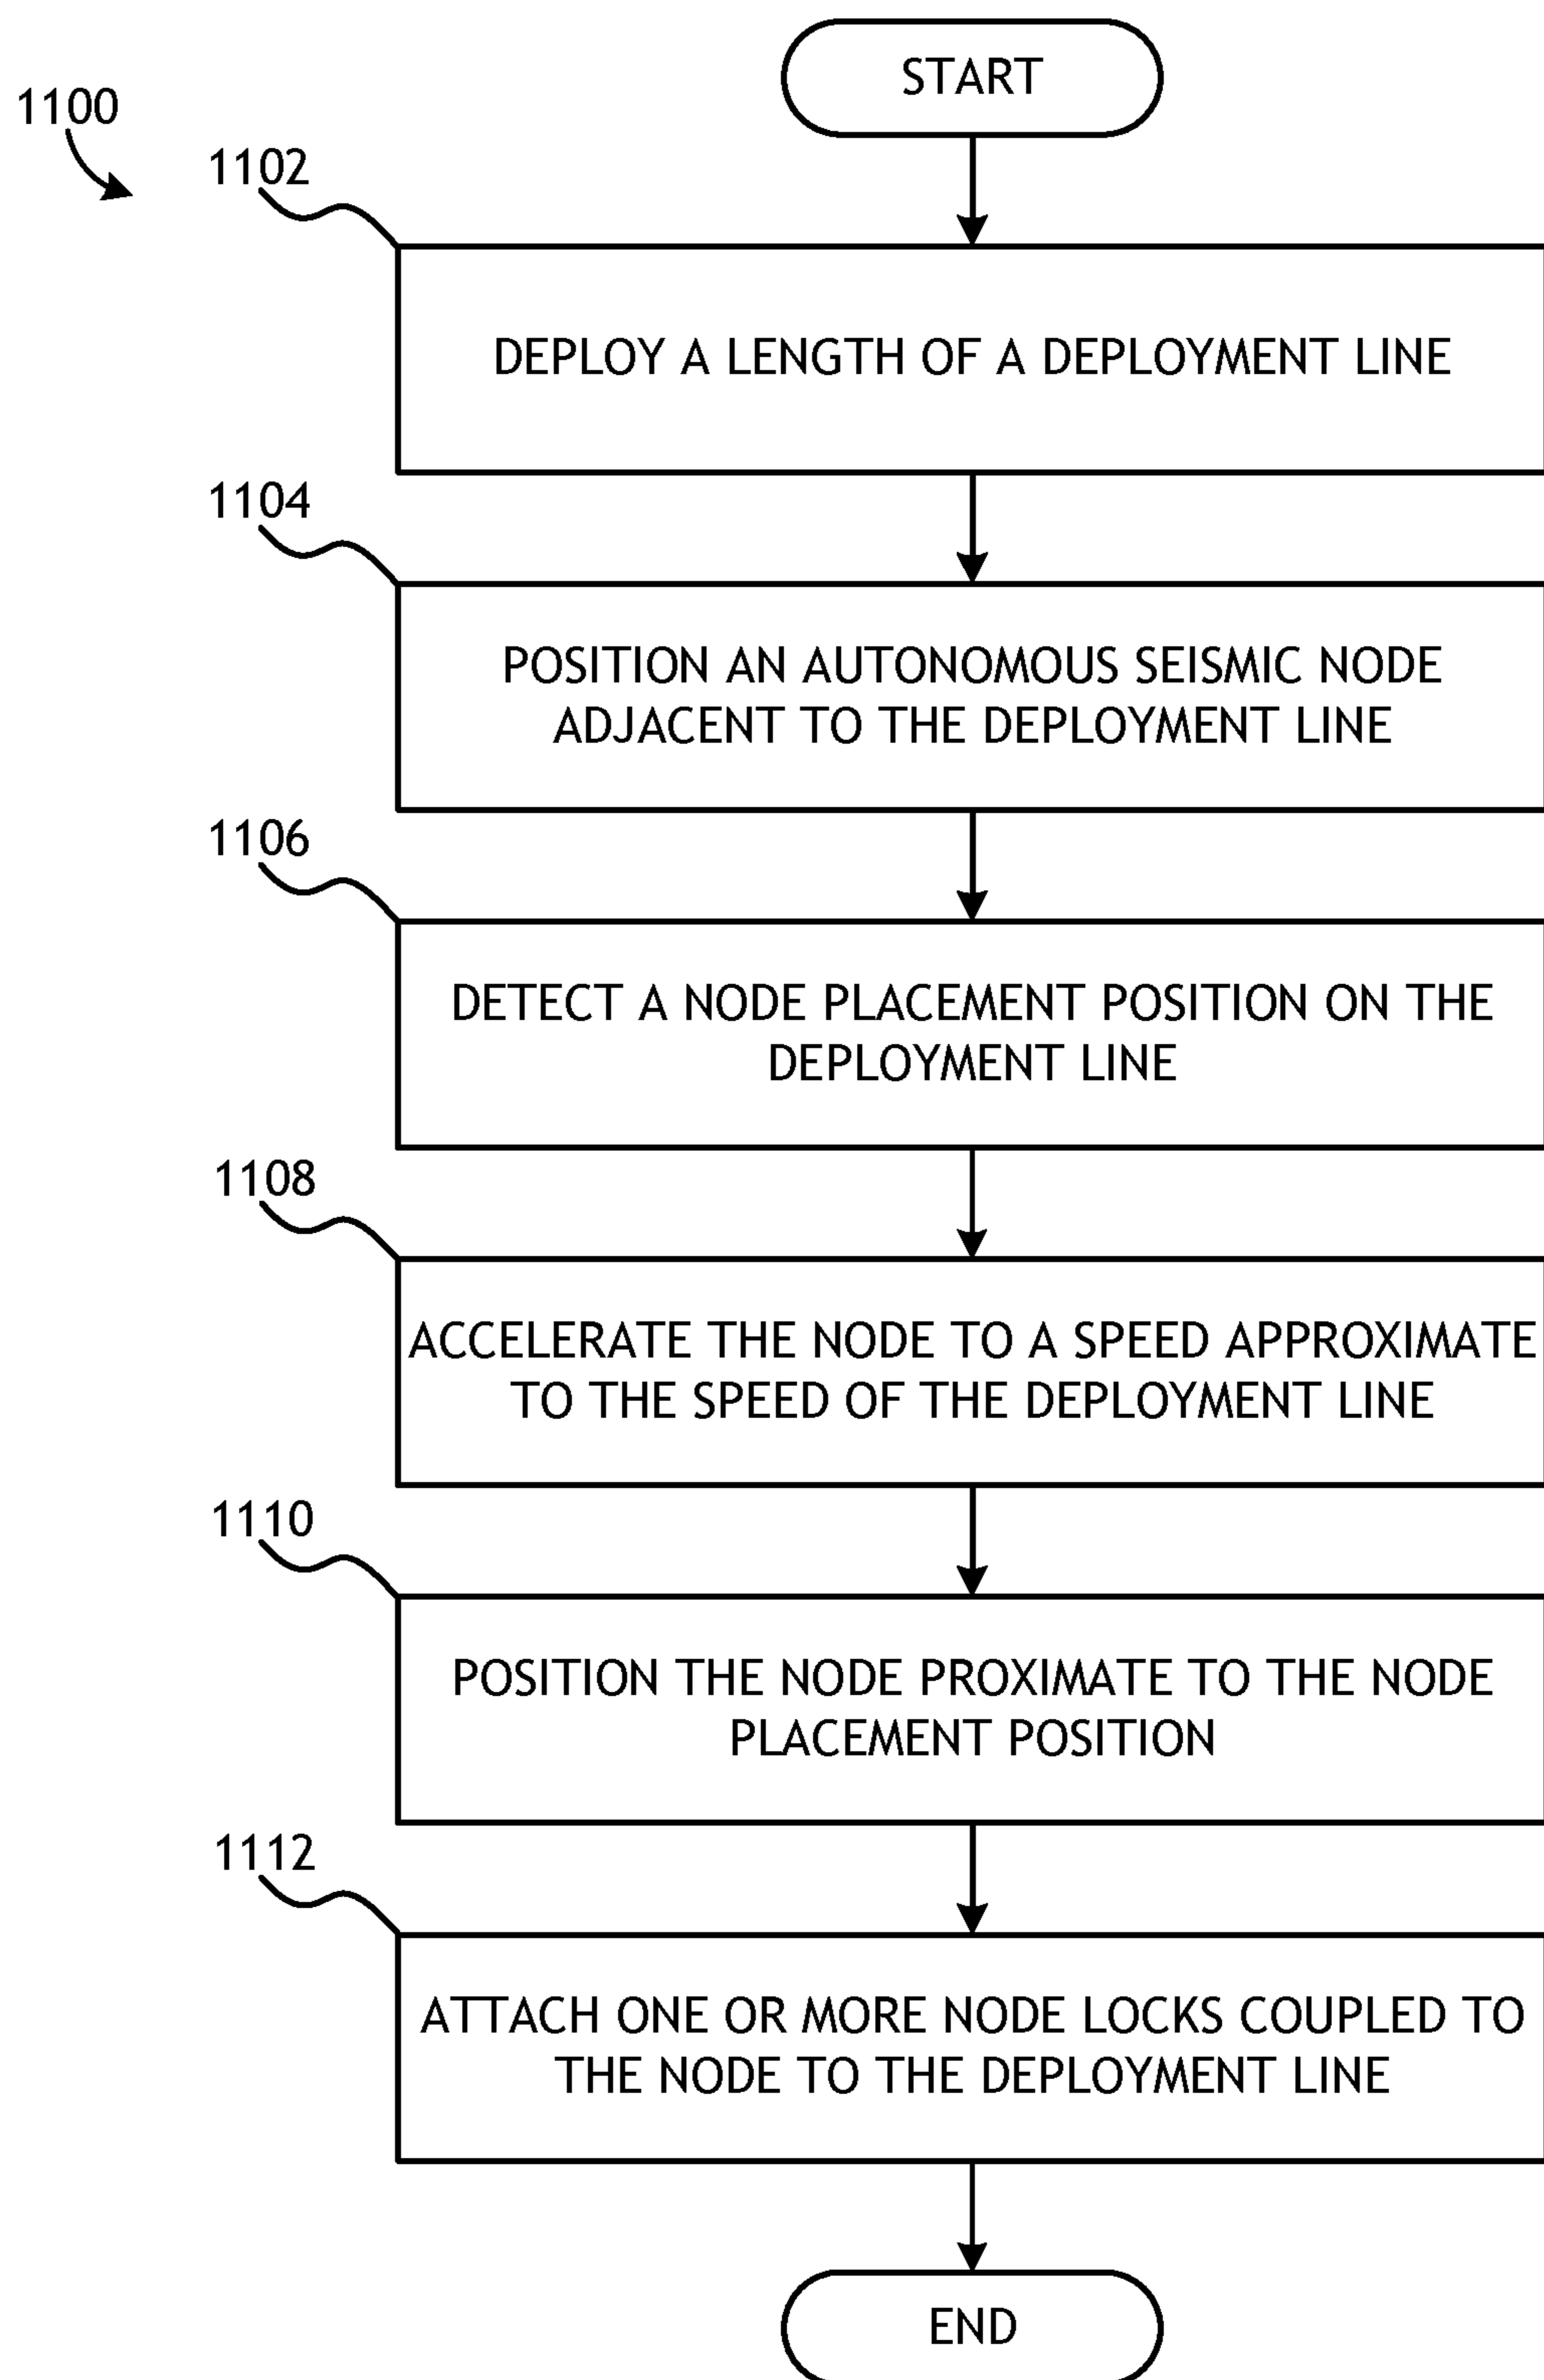 START
1100
1102
DEPLOY A LENGTH OF A DEPLOYMENT LINE
1104
POSITION AN AUTONOMOUS SEISMIC NODE
ADJACENT TO THE DEPLOYMENT LINE
1106
DETECT A NODE PLACEMENT POSITION ON THE
DEPLOYMENT LINE
1108
ACCELERATE THE NODE TO A SPEED APPROXIMATE
TO THE SPEED OF THE DEPLOYMENT LINE
1110
POSITION THE NODE PROXIMATE TO THE NODE
PLACEMENT POSITION
1112
ATTACH ONE OR MORE NODE LOCKS COUPLED TO
THE NODE TO THE DEPLOYMENT LINE
END